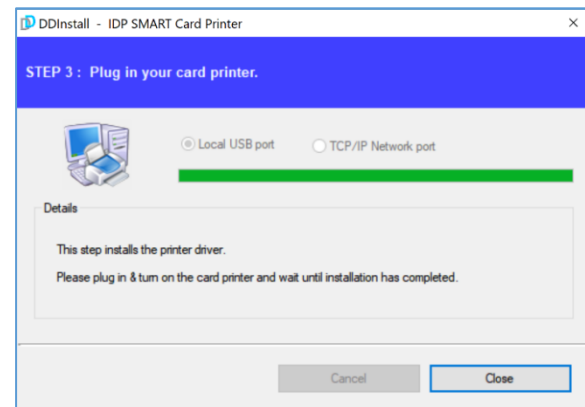 DDInstall - IDP SMART Card Printer
STEP 3 : Plug in your card printer.
Local USB port
TCP/IP Network port
Details
This step installs the printer driver.
Please plug in & turn on the card printer and wait until installation has completed.
Cancel
Close